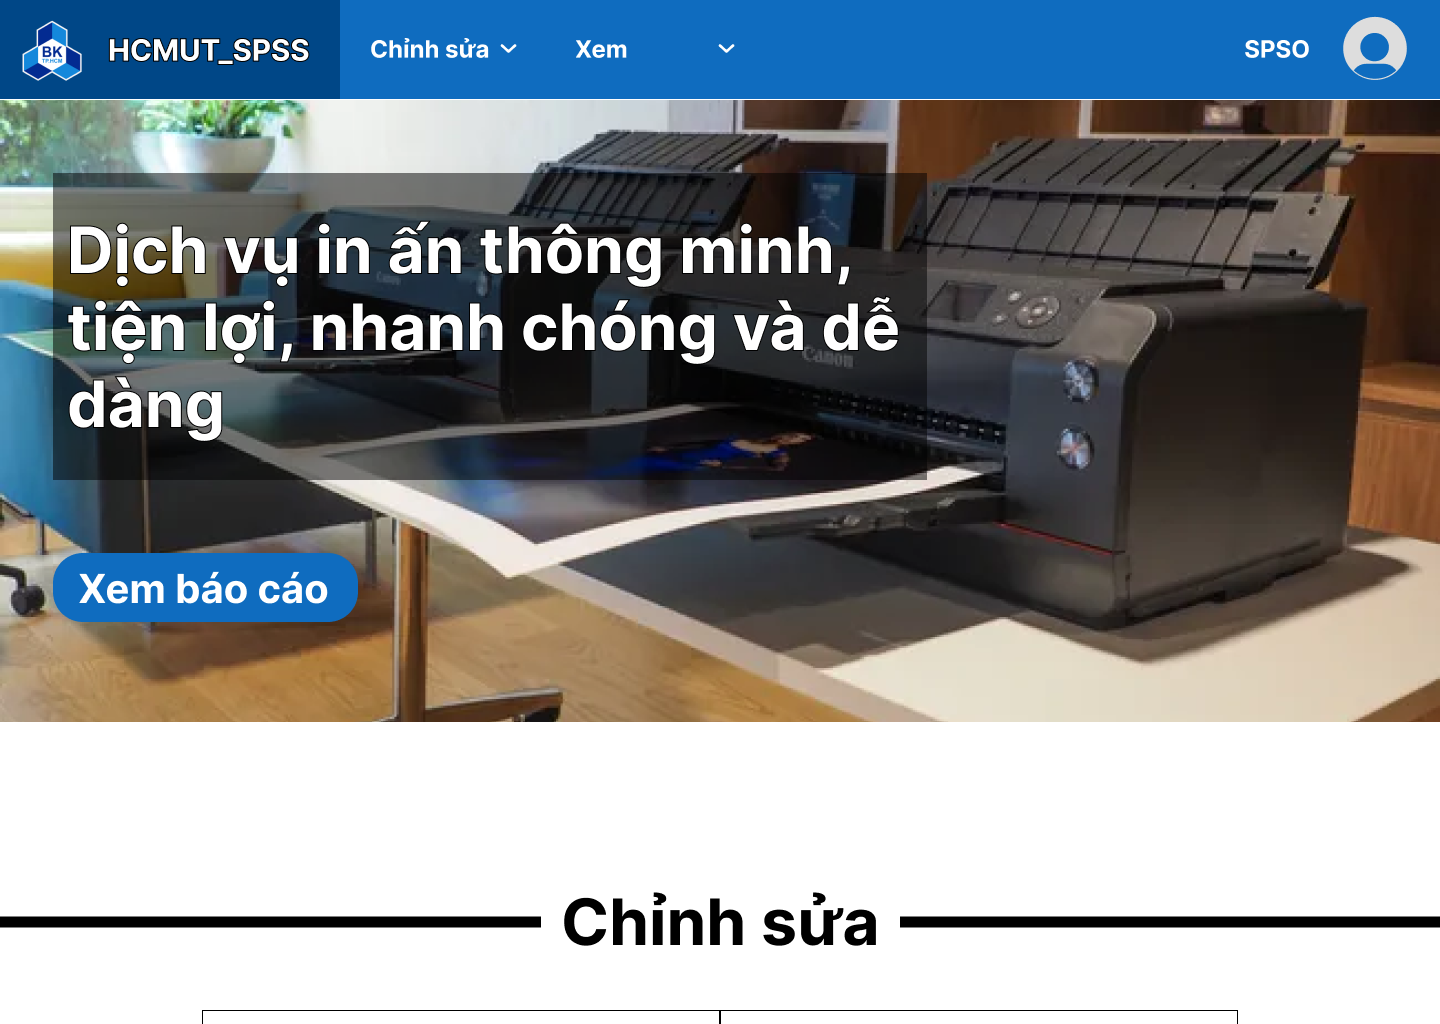 BK
TP.HCM
HCMUT_SPSS
Chỉnh sửa
Xem
SPSO
Dịch vụ in ấn thông minh,
tiện lợi, nhanh chóng và dễ
dàng
Canon
Xem báo cáo
Chỉnh sửa